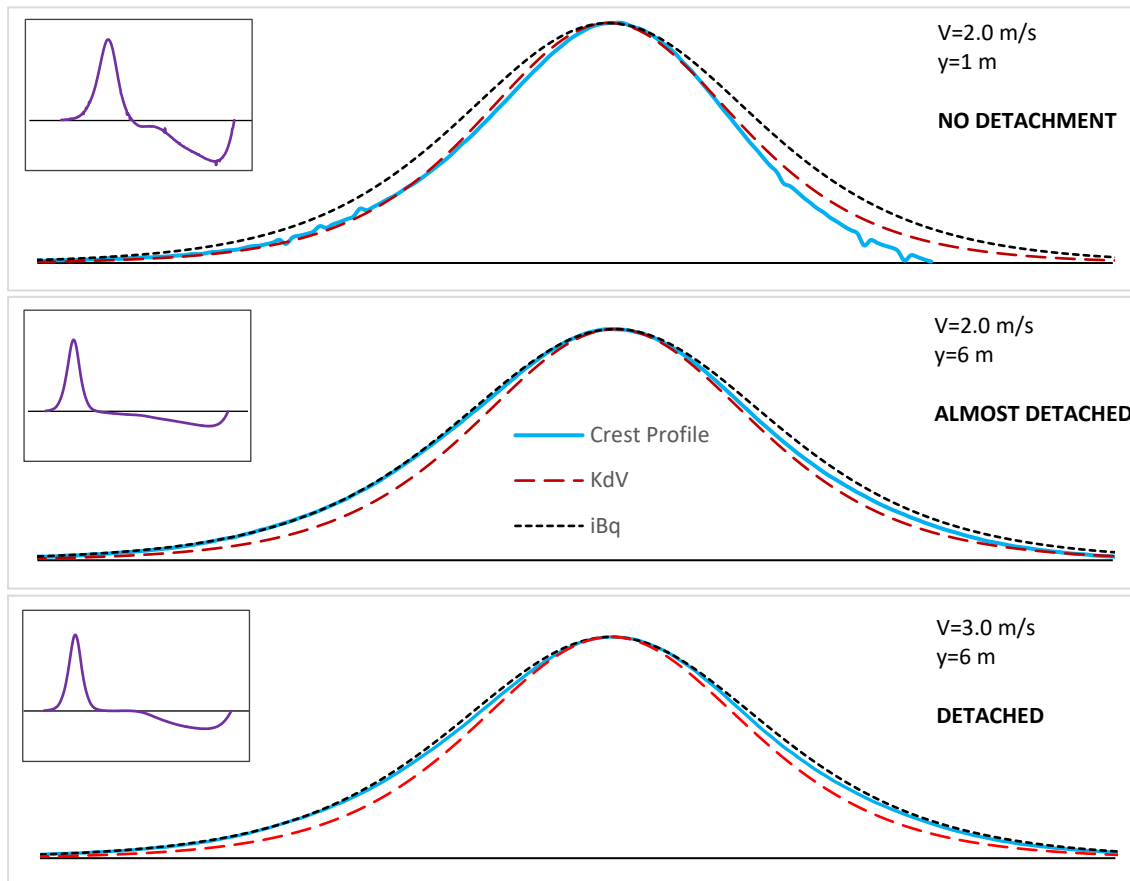 V=2.0 m/s
y=1 m
NO DETACHMENT
V=2.0 m/s
y=6 m
ALMOST DETACHED
Crest Profile
KdV
iBq
V=3.0 m/s
y=6 m
DETACHED